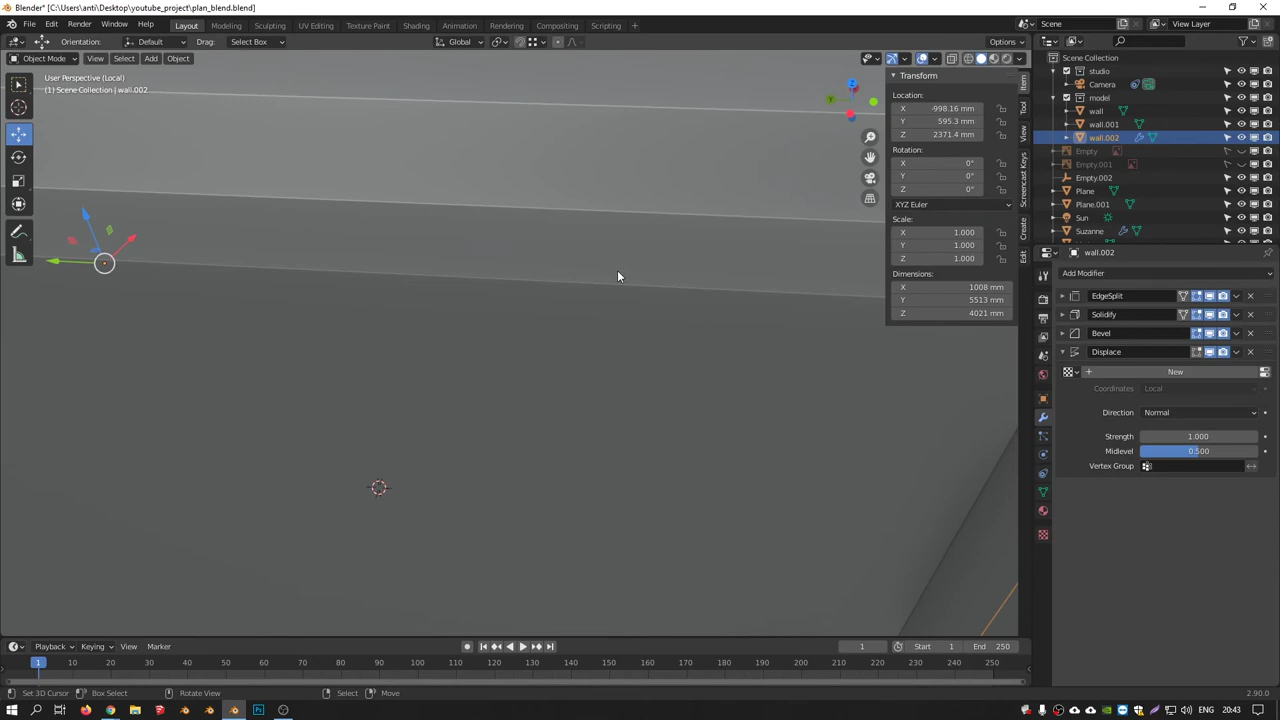 Blender* [C:\Users\anti\Desktop\youtube_project\plan_blend.blend]
File Edit Render Window Help Layout Modeling Sculpting UV Editing Texture Paint Shading Animation Rendering Compositing Scripting Scene View Layer
Orientation: Default Drag: Select Box Global Options
Object Mode View Select Add Object
User Perspective (Local)
(1) Scene Collection | wall.002
Transform
Location:
X -998.16 mm
Y 595.3 mm
Z 2371.4 mm
Rotation:
X 0°
Y 0°
Z 0°
XYZ Euler
Scale:
X 1.000
Y 1.000
Z 1.000
Dimensions:
X 1008 mm
Y 5513 mm
Z 4021 mm
Item
Tool
View
Screencast Keys
Create
Edit
Scene Collection
studio
Camera
model
wall
wall.001
wall.002
Empty
Empty.001
Empty.002
Plane
Plane.001
Sun
Suzanne
wall.002
Add Modifier
EdgeSplit
Solidify
Bevel
Displace
New
Coordinates Local
Direction Normal
Strength 1.000
Midlevel 0.500
Vertex Group
Playback Keying View Marker 1 Start 1 End 250
1 10 20 30 40 50 60 70 80 90 100 110 120 130 140 150 160 170 180 190 200 210 220 230 240 250
Set 3D Cursor Box Select Rotate View Select Move 2.90.0
ENG 20:43